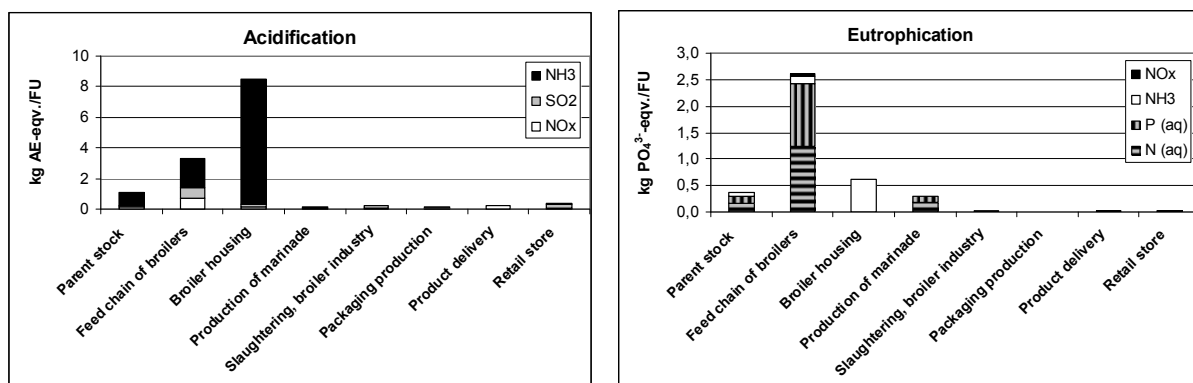 Acidification
kg AE-eqv./FU
10
8
6
4
2
0
NH3
SO2
NOx
Parent stock
Feed chain of broilers
Broiler housing
Production of marinade
Slaughtering, broiler industry
Packaging production
Product delivery
Retail store
Eutrophication
kg PO₄³⁻-eqv./FU
3,0
2,5
2,0
1,5
1,0
0,5
0,0
NOx
NH3
P (aq)
N (aq)
Parent stock
Feed chain of broilers
Broiler housing
Production of marinade
Slaughtering, broiler industry
Packaging production
Product delivery
Retail store